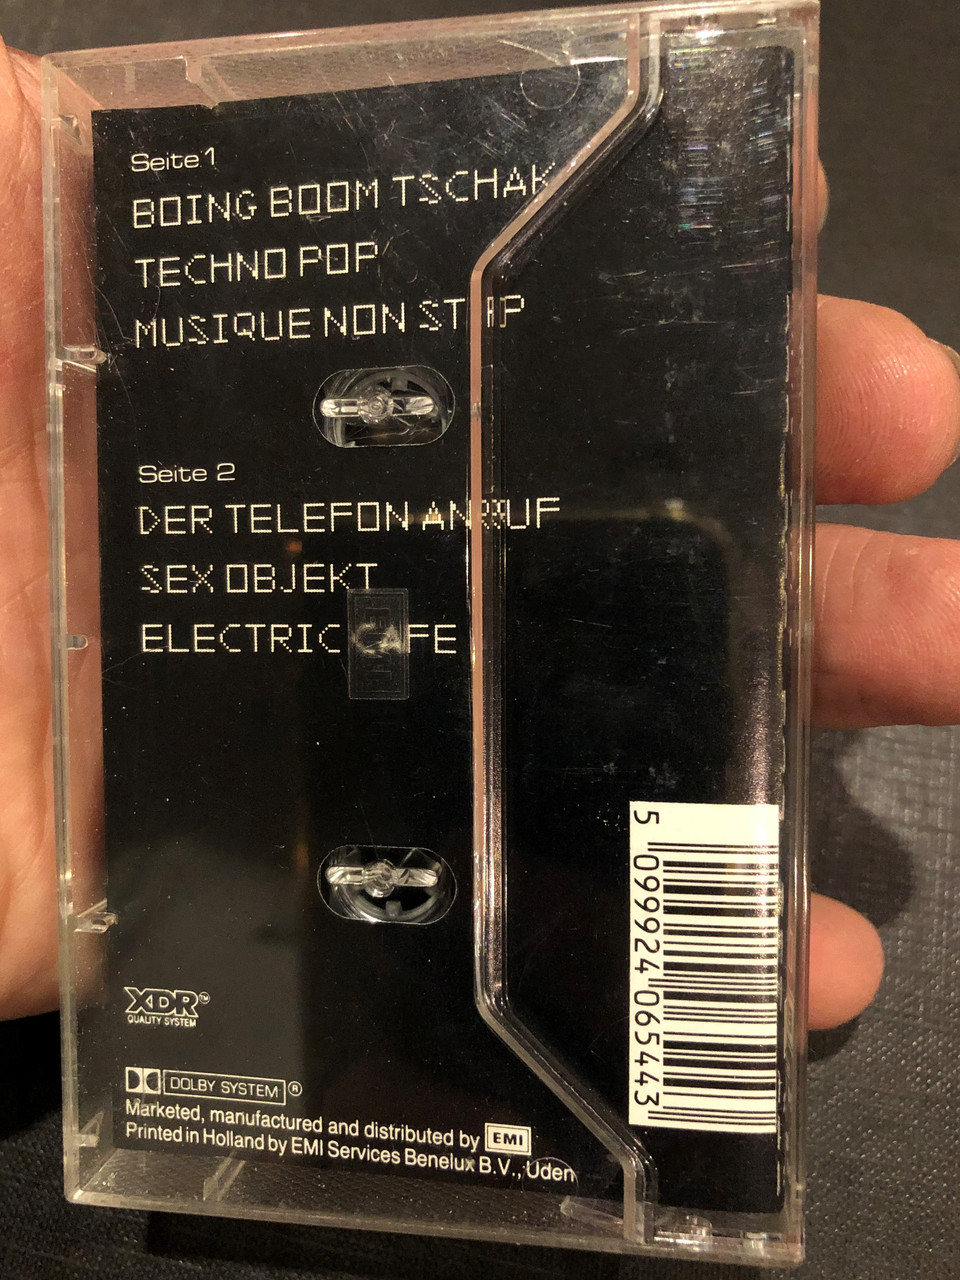 Seite 1
BOING BOOM TSCHAK
TECHNO POP
MUSIQUE NON STOP
Seite 2
DER TELEFON ANRUF
SEX OBJEKT
ELECTRIC CAFE
5 099924 065443
XDR™
QUALITY SYSTEM
DOLBY SYSTEM ®
Marketed, manufactured and distributed by EMI
Printed in Holland by EMI Services Benelux B.V., Uden